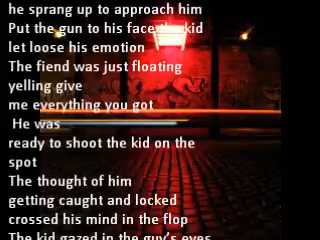 he sprang up to approach him
Put the gun to his face the kid
let loose his emotion
The fiend was just floating
yelling give
me everything you got
He was
ready to shoot the kid on the
spot
The thought of him
getting caught and locked
crossed his mind in the flop
The kid gazed in the guy's eyes